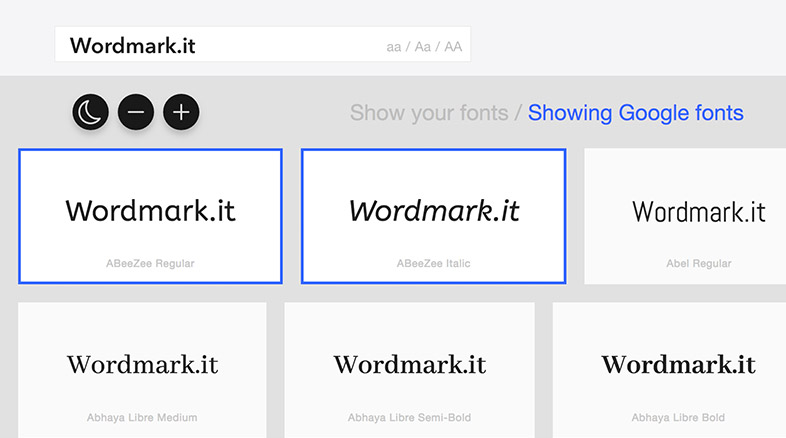 Wordmark.it aa / Aa / AA
Show your fonts / Showing Google fonts
Wordmark.it Wordmark.it Wordmark.it
ABeeZee Regular ABeeZee Italic Abel Regular
Wordmark.it Wordmark.it Wordmark.it
Abhaya Libre Medium Abhaya Libre Semi-Bold Abhaya Libre Bold